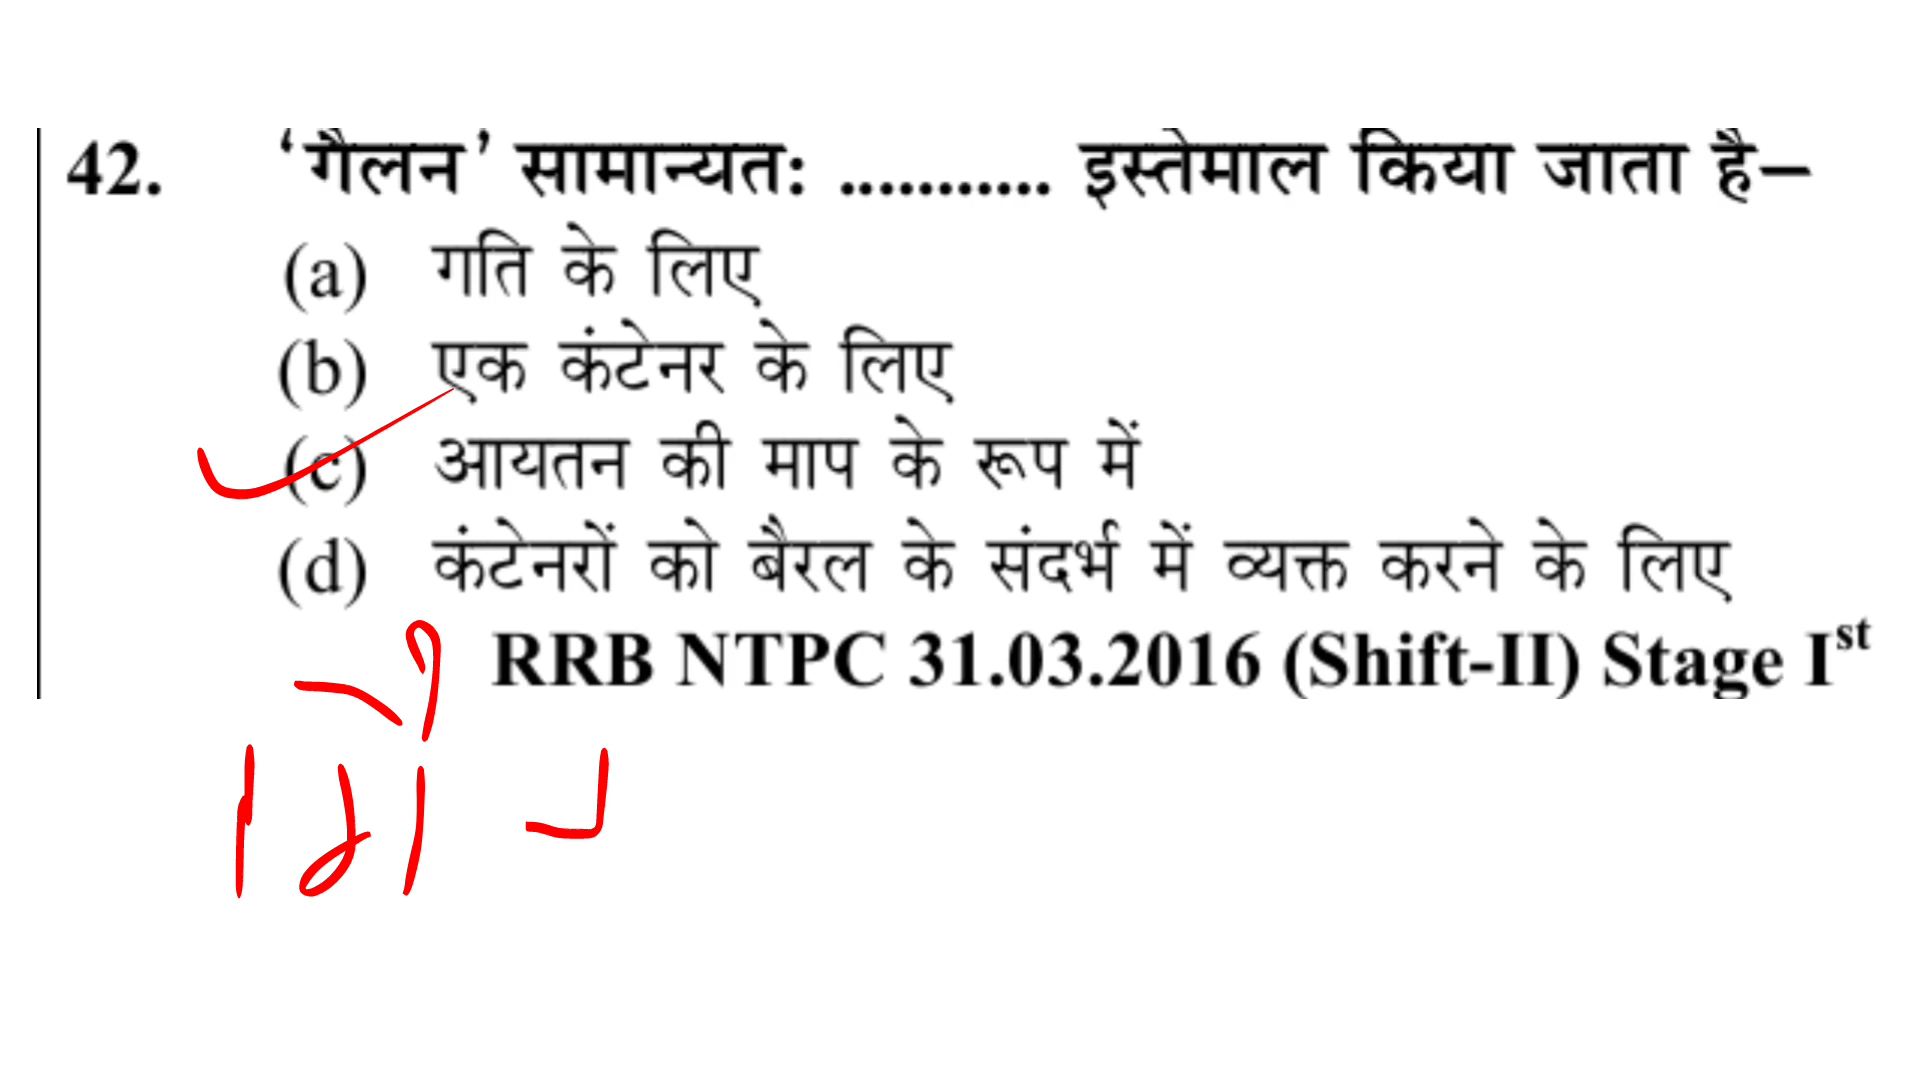 42. ‘गैलन’ सामान्यत: ........... इस्तेमाल किया जाता है–
(a) गति के लिए
(b) एक कंटेनर के लिए
(c) आयतन की माप के रूप में
(d) कंटेनरों को बैरल के संदर्भ में व्यक्त करने के लिए
RRB NTPC 31.03.2016 (Shift-II) Stage Iˢᵗ